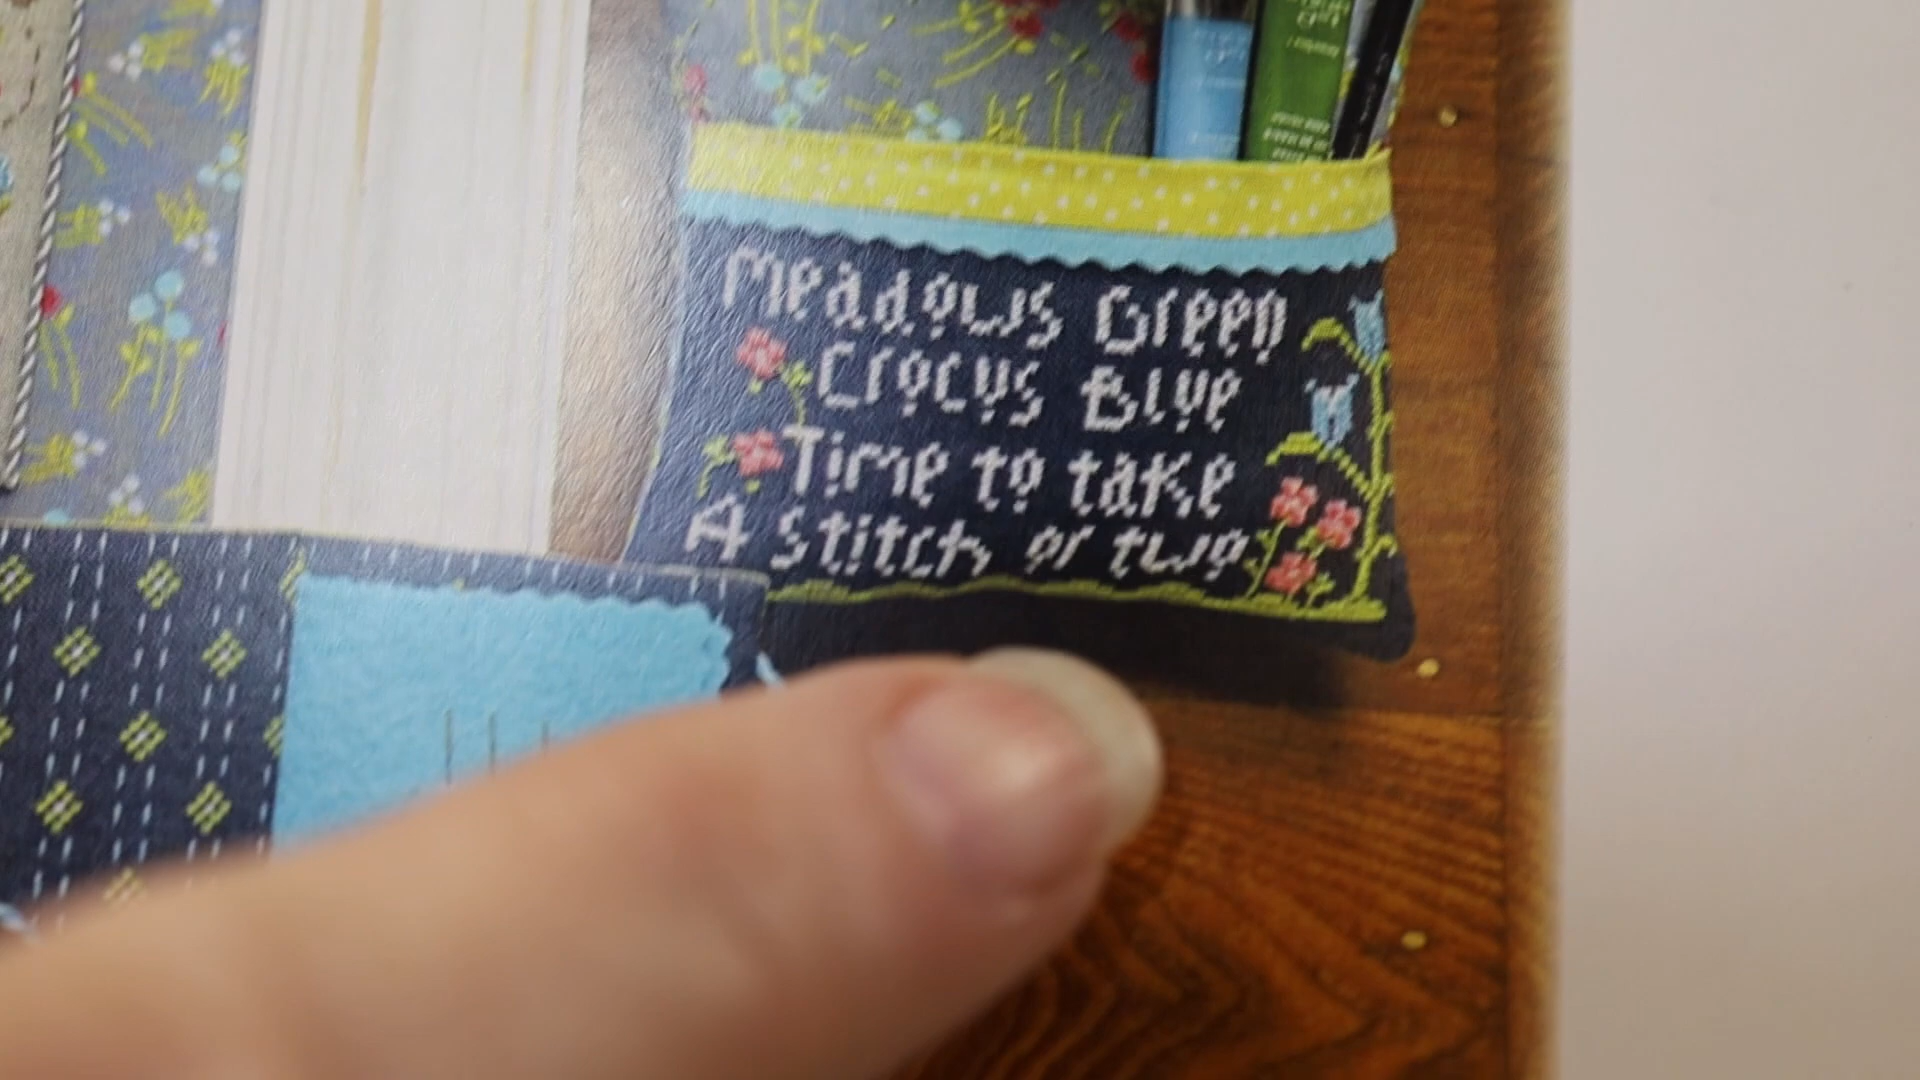 Meadows Green
Crocus Blue
Time to take
A stitch or two